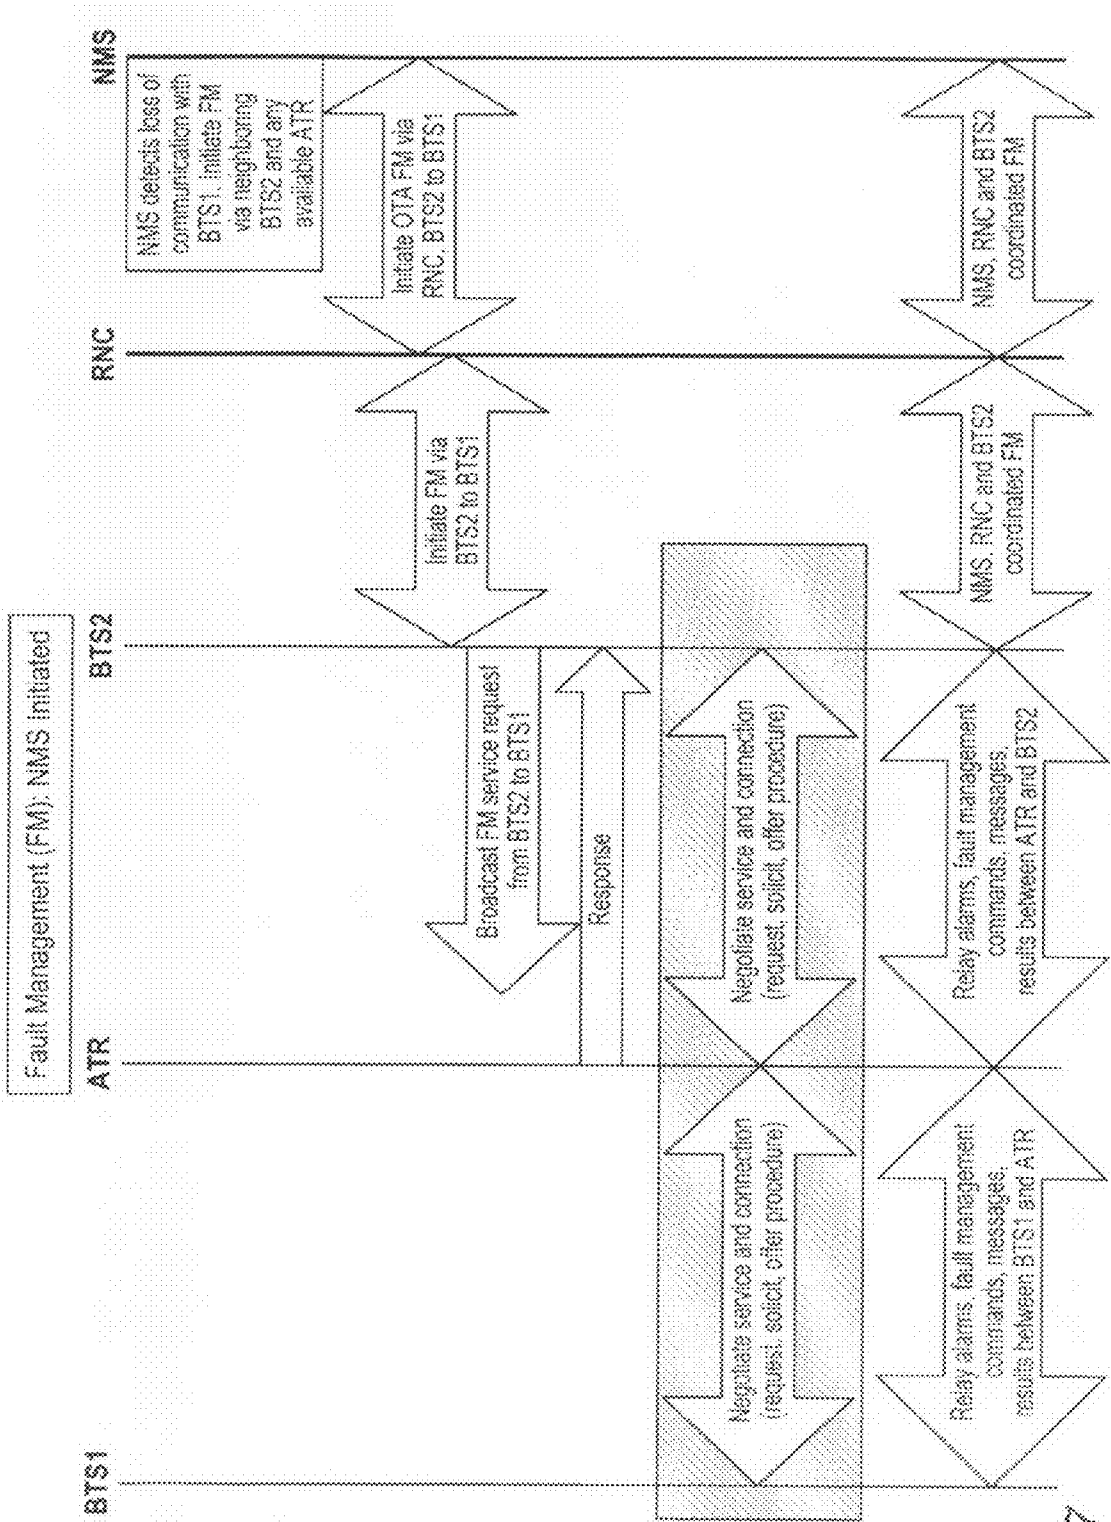 Fault Management (FM): NMS Initiated
BTS1
ATR
BTS2
RNC
NMS
NMS detects loss of
communication with
BTS1. Initiate FM
via neighboring
BTS2 and any
available ATR
Initiate OTA FM via
RNC, BTS2 to BTS1
Initiate FM via
BTS2 to BTS1
Broadcast FM service request
from BTS2 to BTS1
Response
Negotiate service and connection
(request, solicit, offer procedure)
Negotiate service and connection
(request, solicit, offer procedure)
Relay alarms, fault management
commands, messages,
results between BTS1 and ATR
Relay alarms, fault management
commands, messages,
results between ATR and BTS2
NMS, RNC and BTS2
coordinated FM
NMS, RNC and BTS2
coordinated FM
7